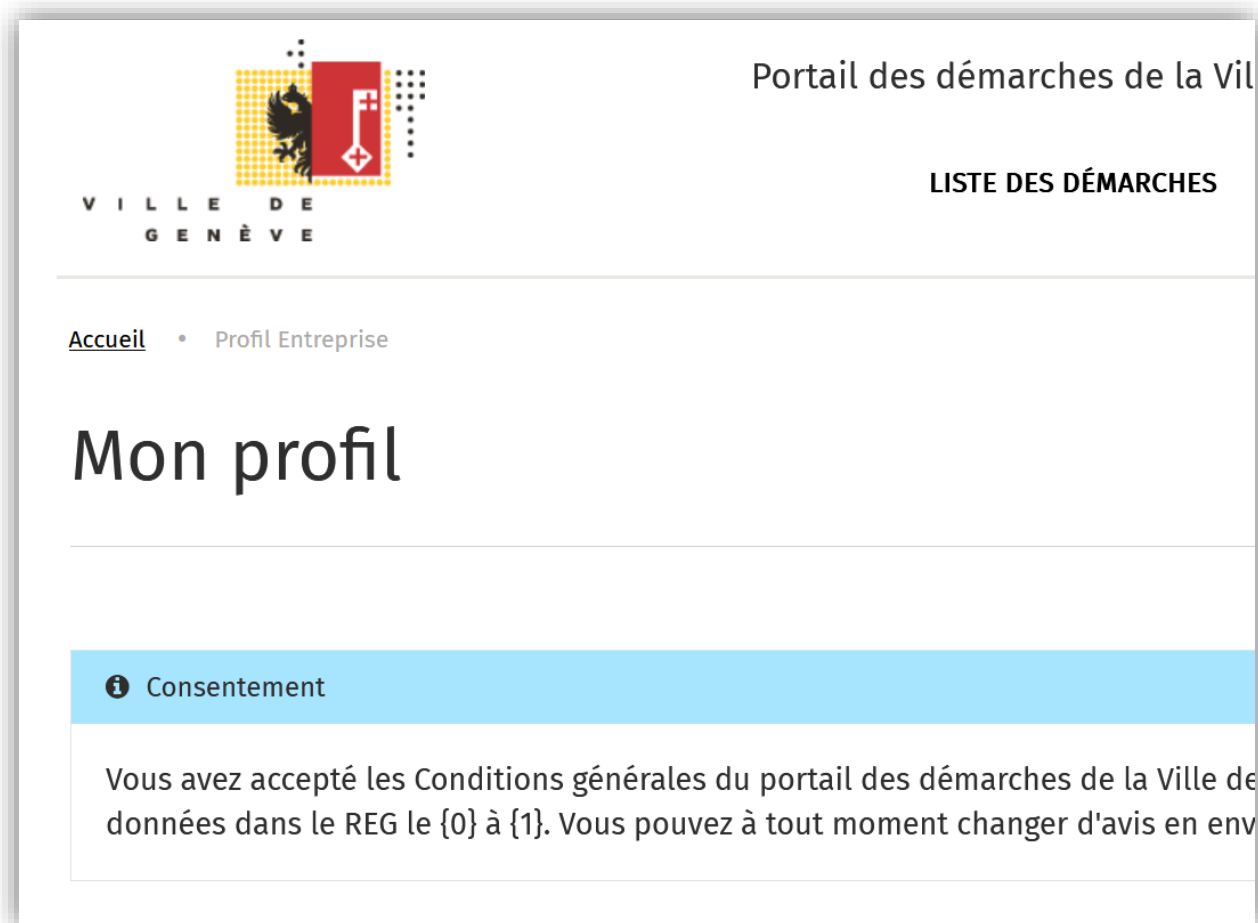 Portail des démarches de la Vil
LISTE DES DÉMARCHES
VILLE DE
GENÈVE
Accueil • Profil Entreprise
Mon profil
Consentement
Vous avez accepté les Conditions générales du portail des démarches de la Ville de
données dans le REG le {0} à {1}. Vous pouvez à tout moment changer d'avis en env